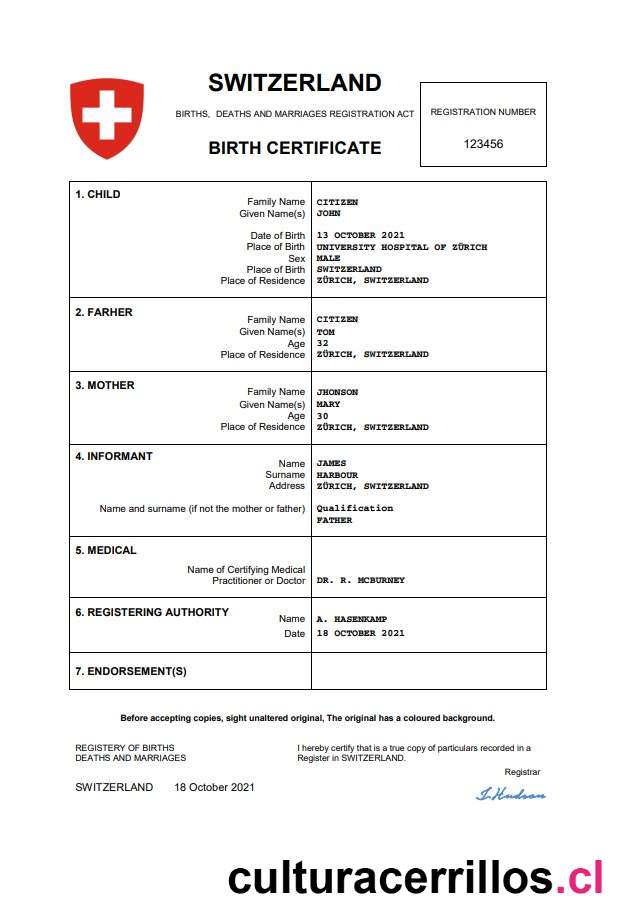 SWITZERLAND
BIRTHS, DEATHS AND MARRIAGES REGISTRATION ACT
BIRTH CERTIFICATE
REGISTRATION NUMBER
123456
1. CHILD
Family Name CITIZEN
Given Name(s) JOHN
Date of Birth 13 OCTOBER 2021
Place of Birth UNIVERSITY HOSPITAL OF ZÜRICH
Sex MALE
Place of Birth SWITZERLAND
Place of Residence ZÜRICH, SWITZERLAND
2. FARHER
Family Name CITIZEN
Given Name(s) TOM
Age 32
Place of Residence ZÜRICH, SWITZERLAND
3. MOTHER
Family Name JHONSON
Given Name(s) MARY
Age 30
Place of Residence ZÜRICH, SWITZERLAND
4. INFORMANT
Name JAMES
Surname HARBOUR
Address ZÜRICH, SWITZERLAND
Name and surname (if not the mother or father) Qualification
FATHER
5. MEDICAL
Name of Certifying Medical
Practitioner or Doctor DR. R. MCBURNEY
6. REGISTERING AUTHORITY
Name A. HASENKAMP
Date 18 OCTOBER 2021
7. ENDORSEMENT(S)
Before accepting copies, sight unaltered original, The original has a coloured background.
REGISTERY OF BIRTHS
DEATHS AND MARRIAGES
SWITZERLAND 18 October 2021
I hereby certify that is a true copy of particulars recorded in a
Register in SWITZERLAND.
Registrar
J.Hudson
culturacerrillos.cl